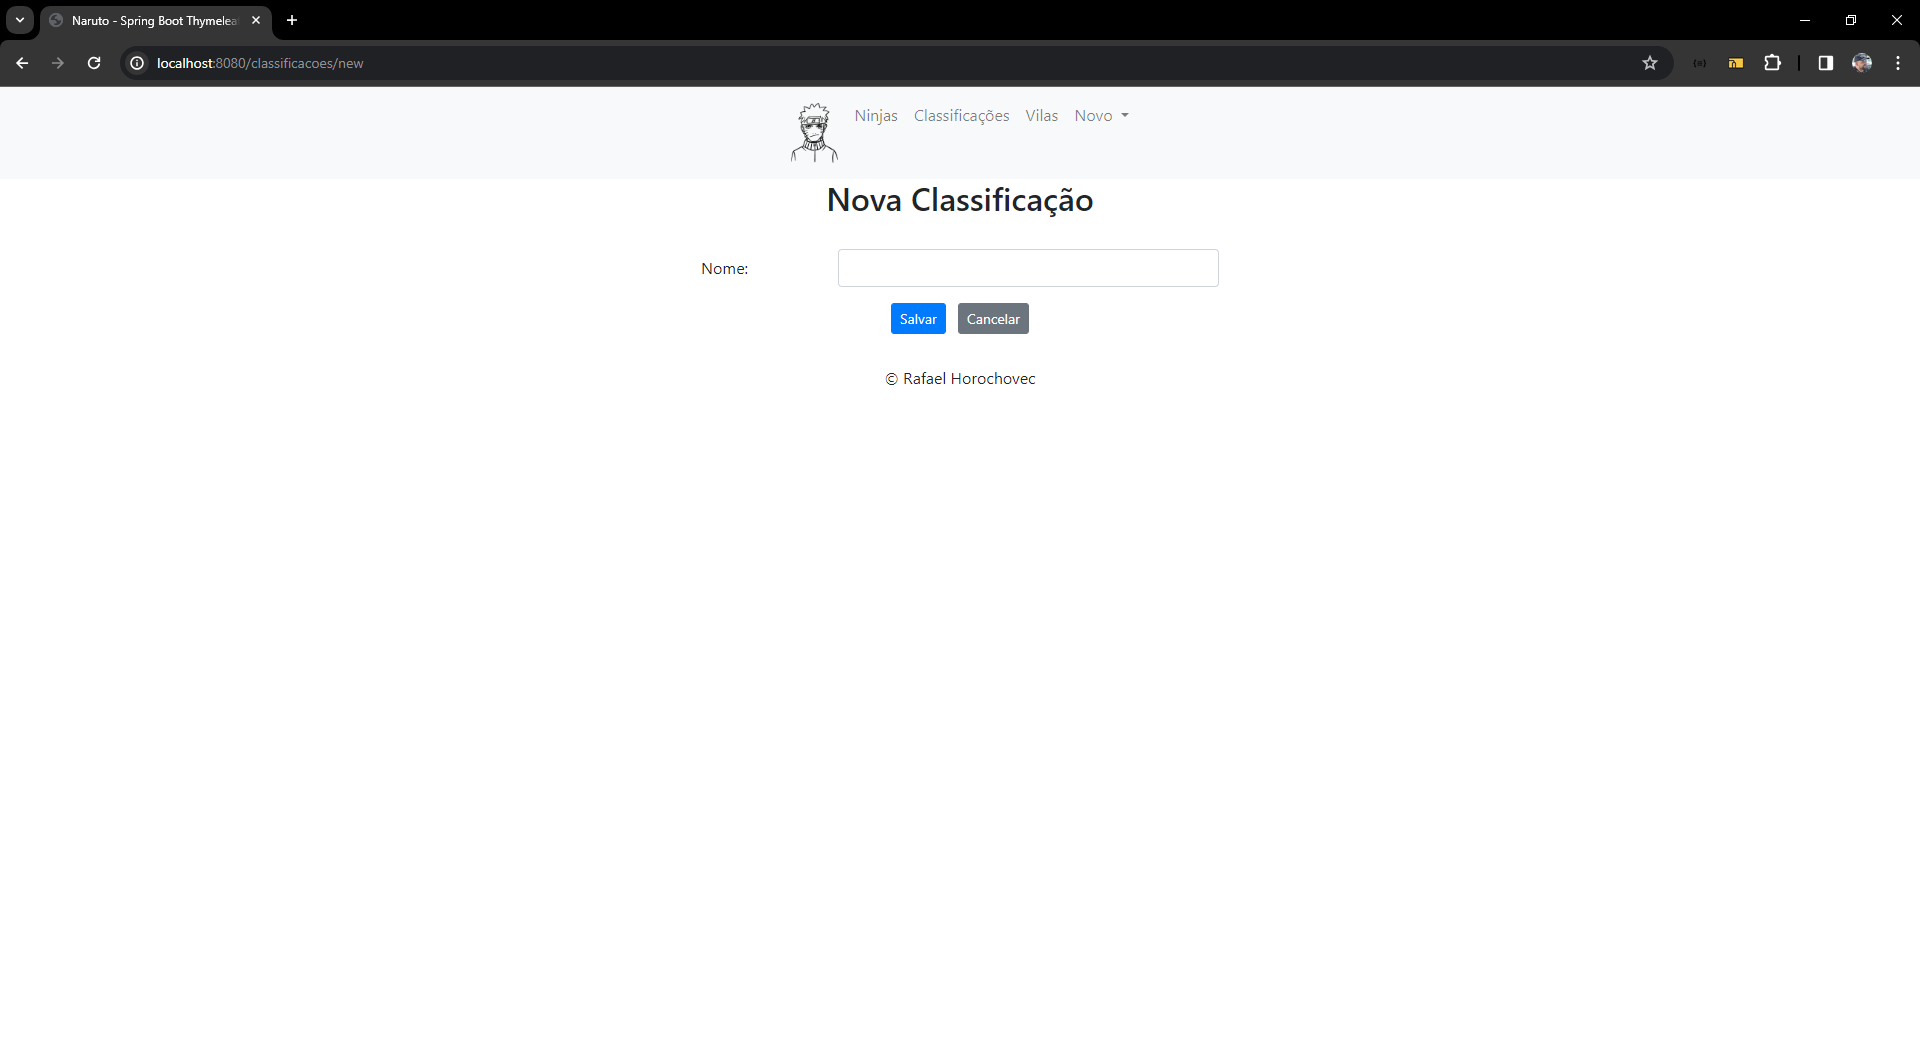 Naruto - Spring Boot Thymelea
localhost:8080/classificacoes/new
Ninjas Classificações Vilas Novo
Nova Classificação
Nome:
Salvar Cancelar
© Rafael Horochovec